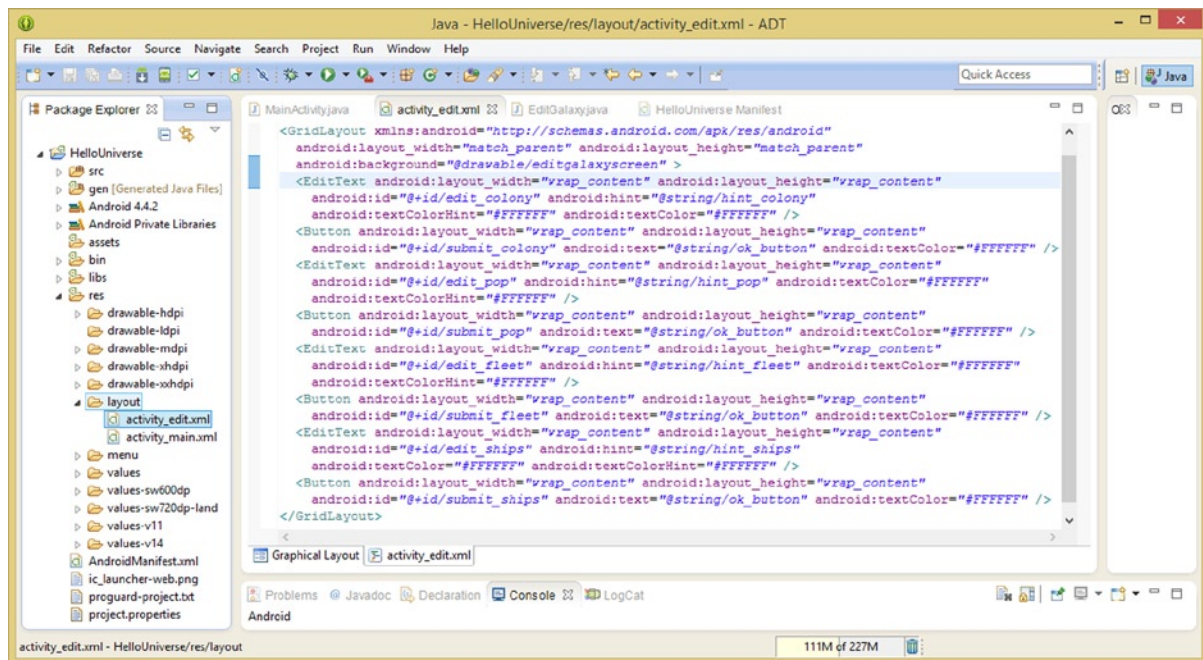 Java - HelloUniverse/res/layout/activity_edit.xml - ADT
File Edit Refactor Source Navigate Search Project Run Window Help
Quick Access
Java
Package Explorer
HelloUniverse
src
gen [Generated Java Files]
Android 4.4.2
Android Private Libraries
assets
bin
libs
res
drawable-hdpi
drawable-ldpi
drawable-mdpi
drawable-xhdpi
drawable-xxhdpi
layout
activity_edit.xml
activity_main.xml
menu
values
values-sw600dp
values-sw720dp-land
values-v11
values-v14
AndroidManifest.xml
ic_launcher-web.png
proguard-project.txt
project.properties
MainActivity.java activity_edit.xml EditGalaxy.java HelloUniverse Manifest
<GridLayout xmlns:android="http://schemas.android.com/apk/res/android"
android:layout_width="match_parent" android:layout_height="match_parent"
android:background="@drawable/editgalaxyscreen" >
<EditText android:layout_width="wrap_content" android:layout_height="wrap_content"
android:id="@+id/edit_colony" android:hint="@string/hint_colony"
android:textColorHint="#FFFFFF" android:textColor="#FFFFFF" />
<Button android:layout_width="wrap_content" android:layout_height="wrap_content"
android:id="@+id/submit_colony" android:text="@string/ok_button" android:textColor="#FFFFFF" />
<EditText android:layout_width="wrap_content" android:layout_height="wrap_content"
android:id="@+id/edit_pop" android:hint="@string/hint_pop" android:textColor="#FFFFFF"
android:textColorHint="#FFFFFF" />
<Button android:layout_width="wrap_content" android:layout_height="wrap_content"
android:id="@+id/submit_pop" android:text="@string/ok_button" android:textColor="#FFFFFF" />
<EditText android:layout_width="wrap_content" android:layout_height="wrap_content"
android:id="@+id/edit_fleet" android:hint="@string/hint_fleet" android:textColor="#FFFFFF"
android:textColorHint="#FFFFFF" />
<Button android:layout_width="wrap_content" android:layout_height="wrap_content"
android:id="@+id/submit_fleet" android:text="@string/ok_button" android:textColor="#FFFFFF" />
<EditText android:layout_width="wrap_content" android:layout_height="wrap_content"
android:id="@+id/edit_ships" android:hint="@string/hint_ships"
android:textColor="#FFFFFF" android:textColorHint="#FFFFFF" />
<Button android:layout_width="wrap_content" android:layout_height="wrap_content"
android:id="@+id/submit_ships" android:text="@string/ok_button" android:textColor="#FFFFFF" />
</GridLayout>
Graphical Layout activity_edit.xml
Problems @ Javadoc Declaration Console LogCat
Android
activity_edit.xml - HelloUniverse/res/layout
111M of 227M